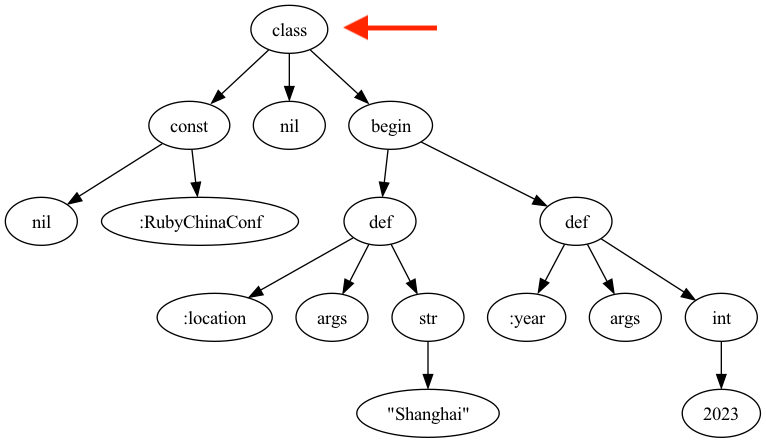 class
const
nil
begin
nil
:RubyChinaConf
def
def
:location
args
str
:year
args
int
"Shanghai"
2023